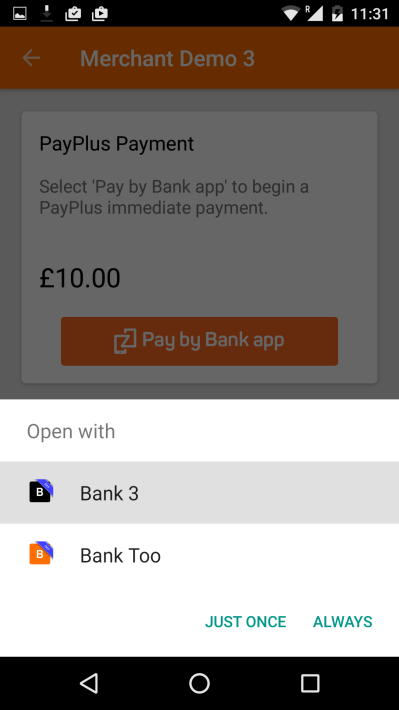 R
11:31
Merchant Demo 3
PayPlus Payment
Select 'Pay by Bank app' to begin a
PayPlus immediate payment.
£10.00
Pay by Bank app
Open with
B
Bank 3
B
Bank Too
JUST ONCE
ALWAYS